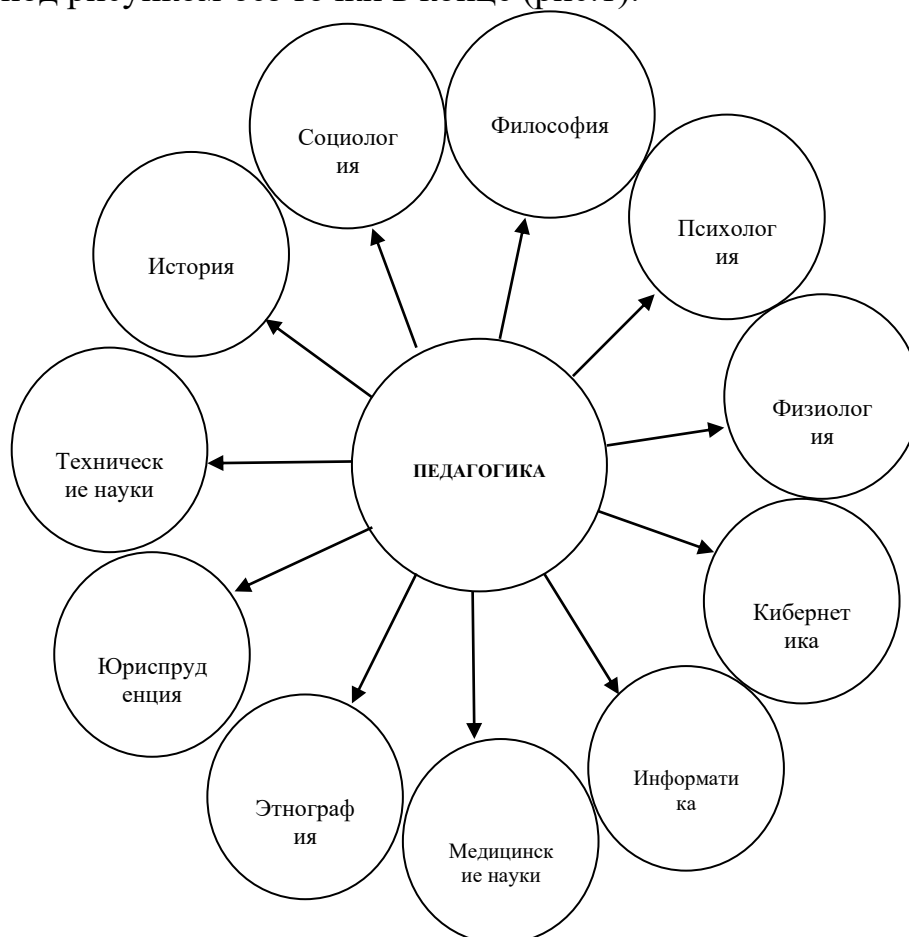 под рисунком без точки в конце (рис.1).
Социолог
ия
Философия
Психолог
ия
История
Физиолог
ия
Техническ
ие науки
ПЕДАГОГИКА
Кибернет
ика
Юриспруд
енция
Информати
ка
Этнограф
ия
Медицинск
ие науки